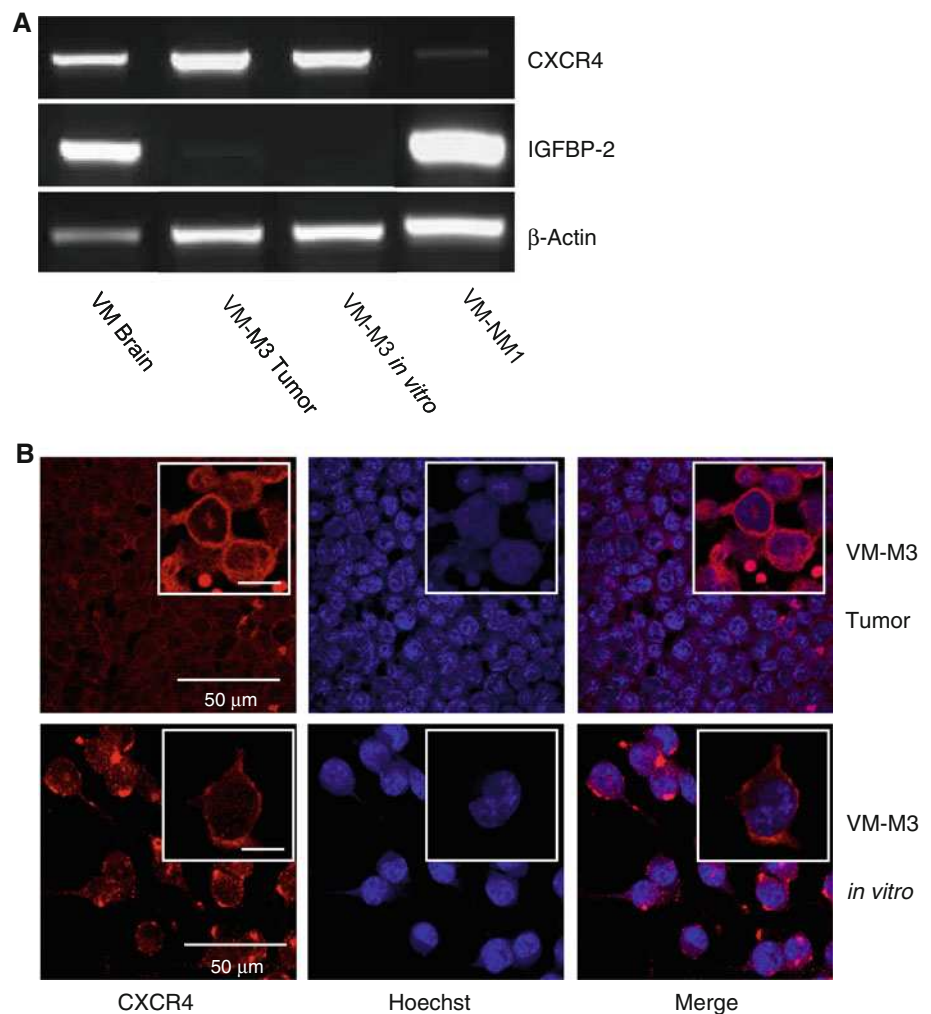 A
CXCR4
IGFBP-2
β-Actin
VM Brain
VM-M3 Tumor
VM-M3 in vitro
VM-NM1
B
50 μm
VM-M3
Tumor
50 μm
VM-M3
in vitro
CXCR4
Hoechst
Merge